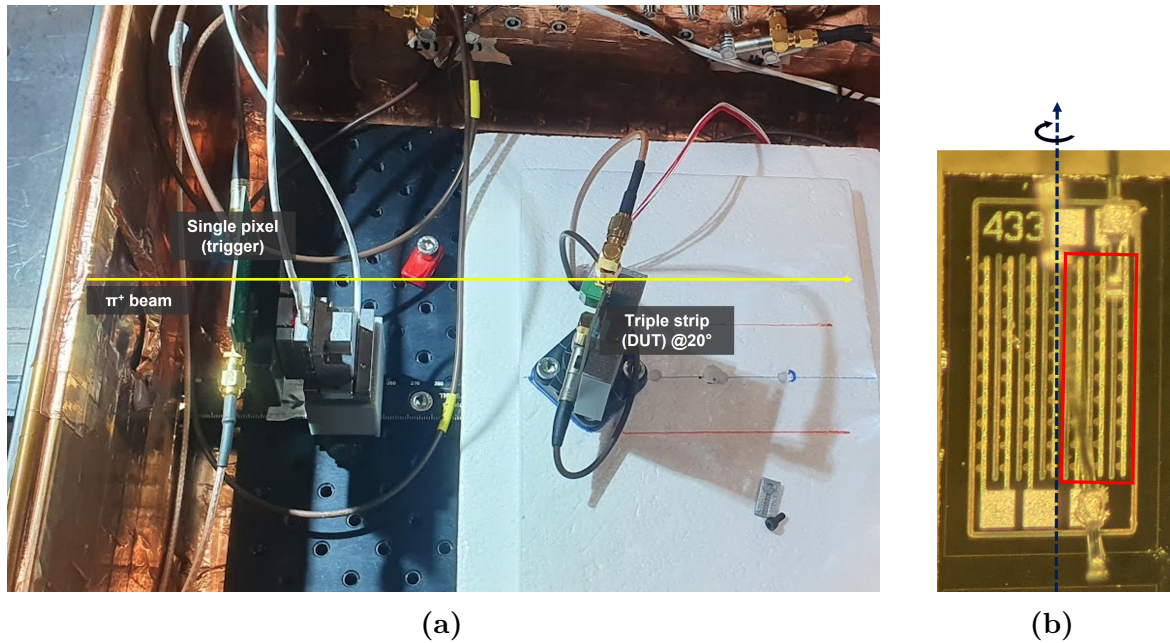 Single pixel
(trigger)
π⁺ beam
Triple strip
(DUT) @20°
433
(a)
(b)